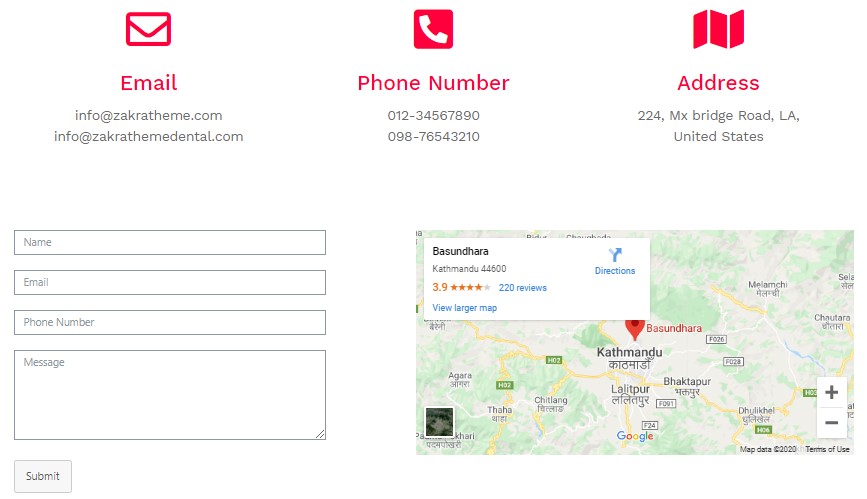 Email
info@zakratheme.com
info@zakrathemedental.com
Phone Number
012-34567890
098-76543210
Address
224, Mx bridge Road, LA,
United States
Name
Email
Phone Number
Message
Submit
Basundhara
Kathmandu 44600
3.9
220 reviews
View larger map
Directions
Melamchi
मेलम्ची
Chautara
चौतारा
Basundhara
F026
Kathmandu
काठमाडौँ
H02
F028
Agara
आगरा
H02
Lalitpur
ललितपुर
Bhaktapur
भक्तपुर
H03
Chitlang
चित्लाङ
F091
Thaha
थाहा
Dhulikhel
धुलिखेल
F24
H06
Google
Map data ©2020
Terms of Use